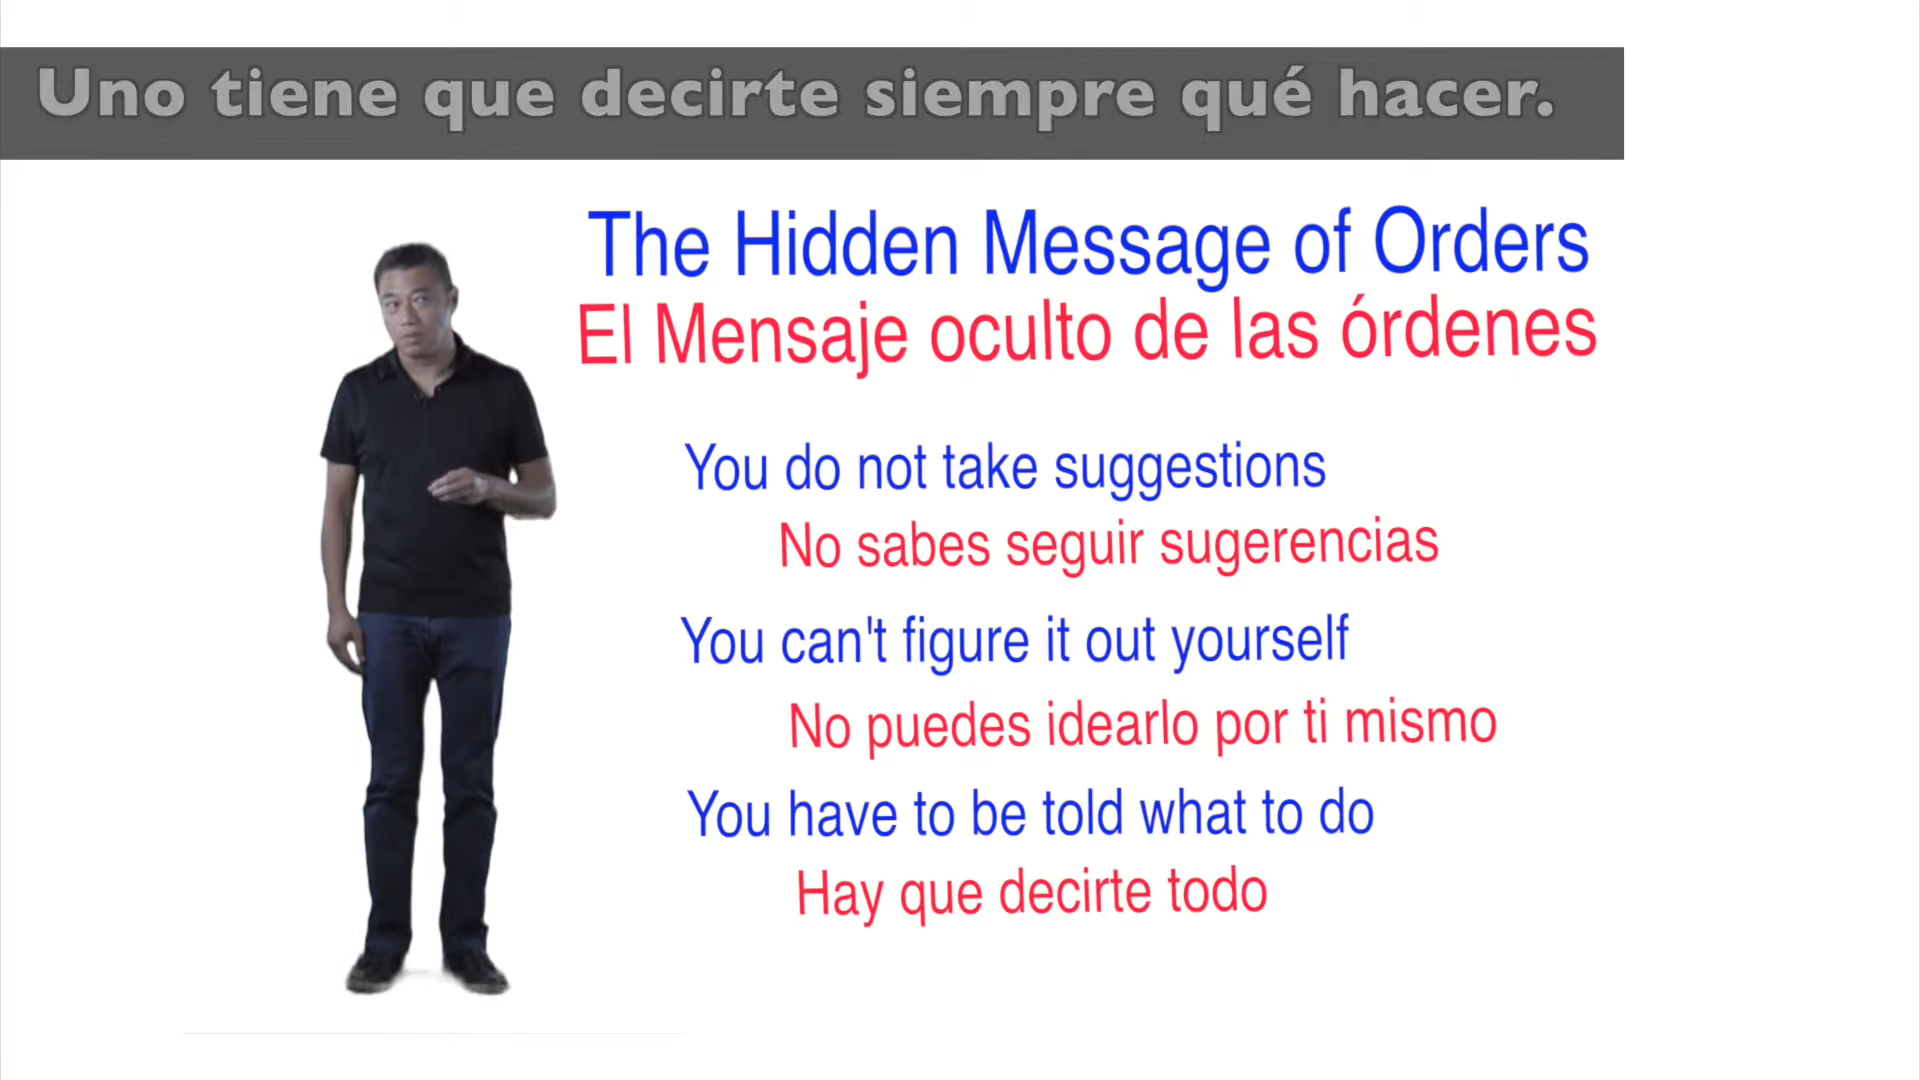 Uno tiene que decirte siempre qué hacer.
The Hidden Message of Orders
El Mensaje oculto de las órdenes
You do not take suggestions
No sabes seguir sugerencias
You can't figure it out yourself
No puedes idearlo por ti mismo
You have to be told what to do
Hay que decirte todo